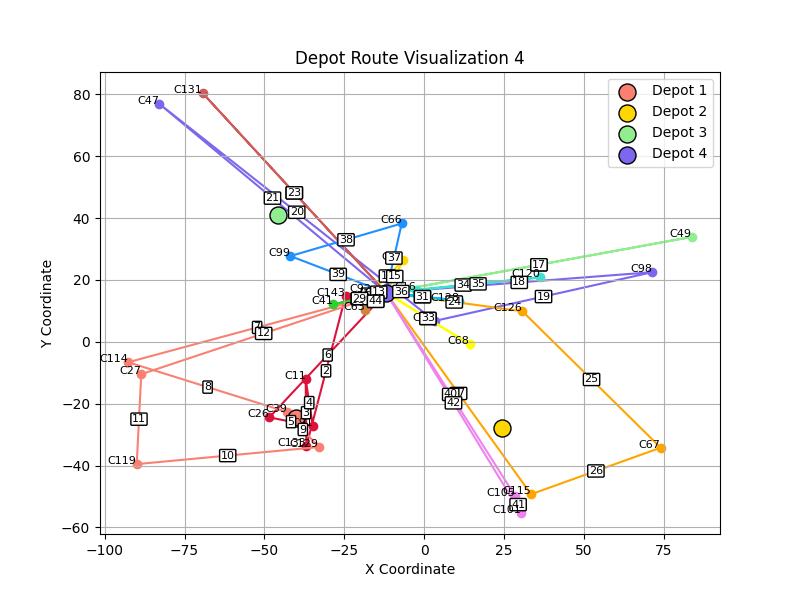 Depot Route Visualization 4
Depot 1
Depot 2
Depot 3
Depot 4
Y Coordinate
80
60
40
20
0
−20
−40
−60
−100
−75
−50
−25
0
25
50
75
X Coordinate
C131
C47
23
21
20
C66
38
C99
39
37
15
C49
17
C120
C98
18
34
35
36
31
24
19
33
C126
C68
C143
C41
29
13
44
12
C114
C27
8
6
2
C11
4
3
C26
C39
5
9
11
C119
10
40
42
25
C67
26
C115
41
C101